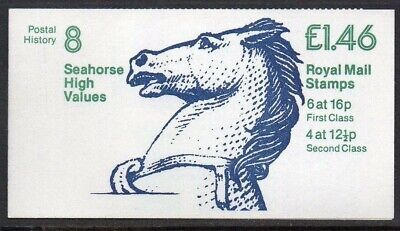 Postal
History
8
£1.46
Seahorse
High
Values
Royal Mail
Stamps
6 at 16p
First Class
4 at 12½p
Second Class